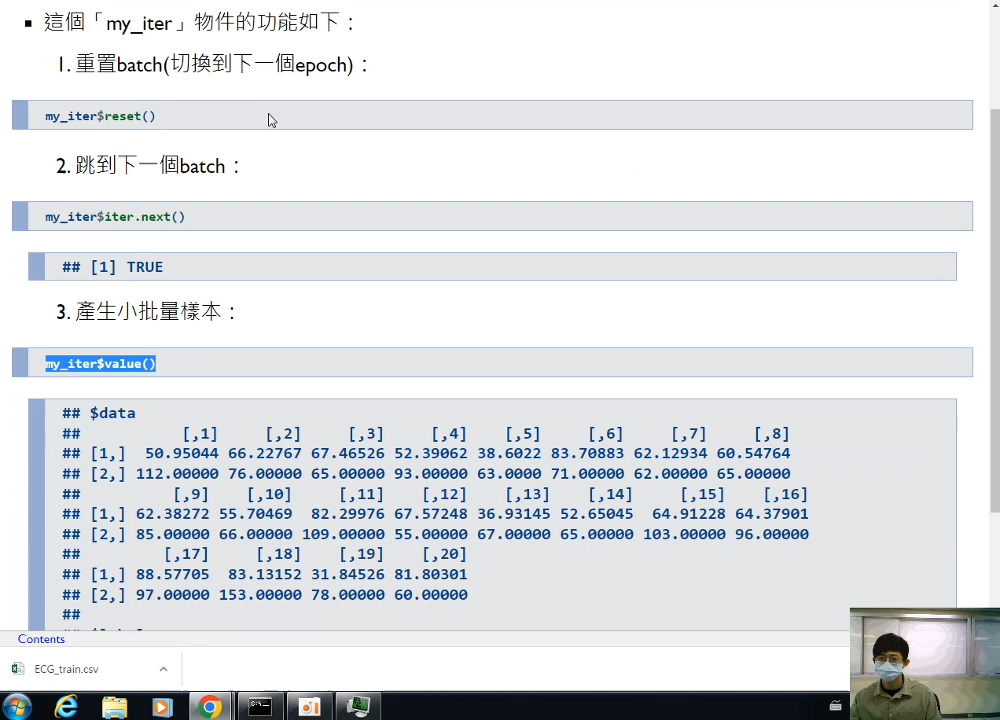 ▪ 這個「my_iter」物件的功能如下：
1. 重置batch(切換到下一個epoch)：
my_iter$reset()
2. 跳到下一個batch：
my_iter$iter.next()
## [1] TRUE
3. 產生小批量樣本：
my_iter$value()
## $data
## [,1] [,2] [,3] [,4] [,5] [,6] [,7] [,8]
## [1,] 50.95044 66.22767 67.46526 52.39062 38.6022 83.70883 62.12934 60.54764
## [2,] 112.00000 76.00000 65.00000 93.00000 63.0000 71.00000 62.00000 65.00000
## [,9] [,10] [,11] [,12] [,13] [,14] [,15] [,16]
## [1,] 62.38272 55.70469 82.29976 67.57248 36.93145 52.65045 64.91228 64.37901
## [2,] 85.00000 66.00000 109.00000 55.00000 67.00000 65.00000 103.00000 96.00000
## [,17] [,18] [,19] [,20]
## [1,] 88.57705 83.13152 31.84526 81.80301
## [2,] 97.00000 153.00000 78.00000 60.00000
##
Contents
ECG_train.csv